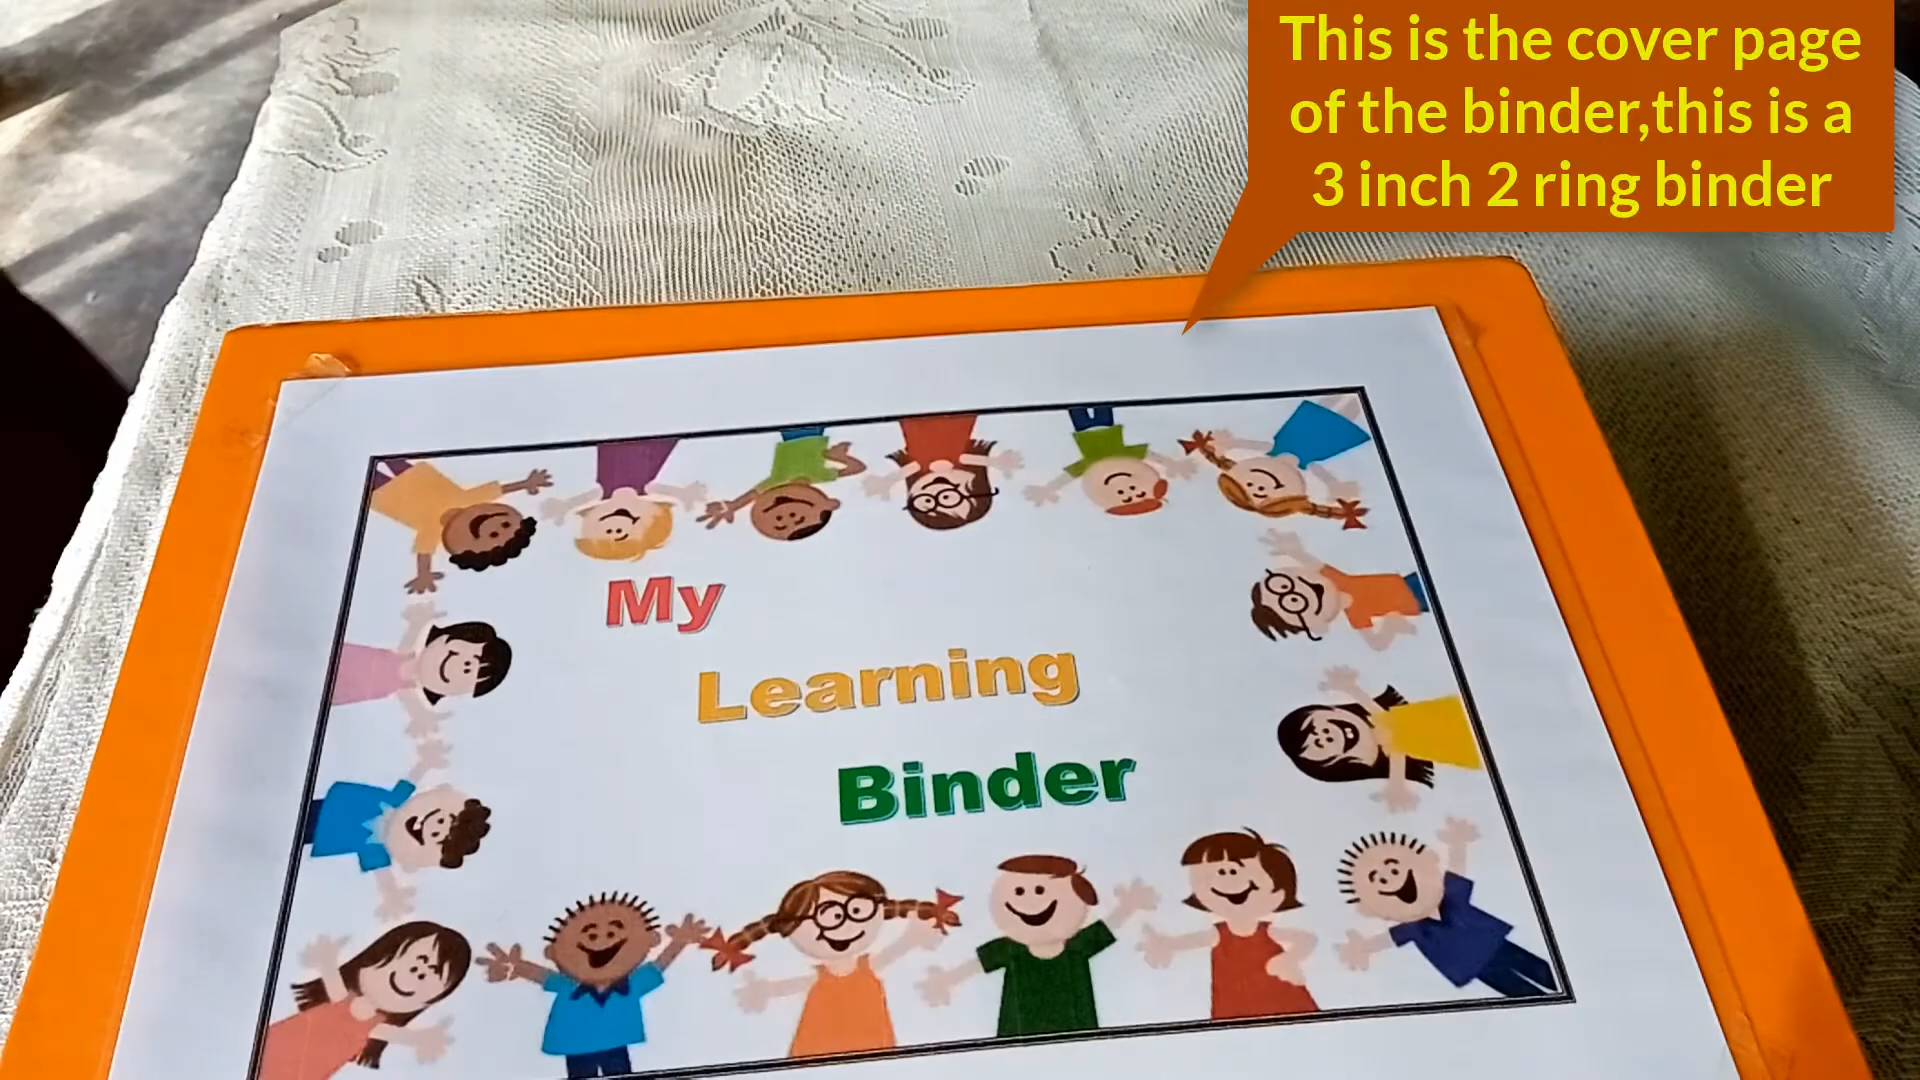 This is the cover page
of the binder,this is a
3 inch 2 ring binder
My
Learning
Binder